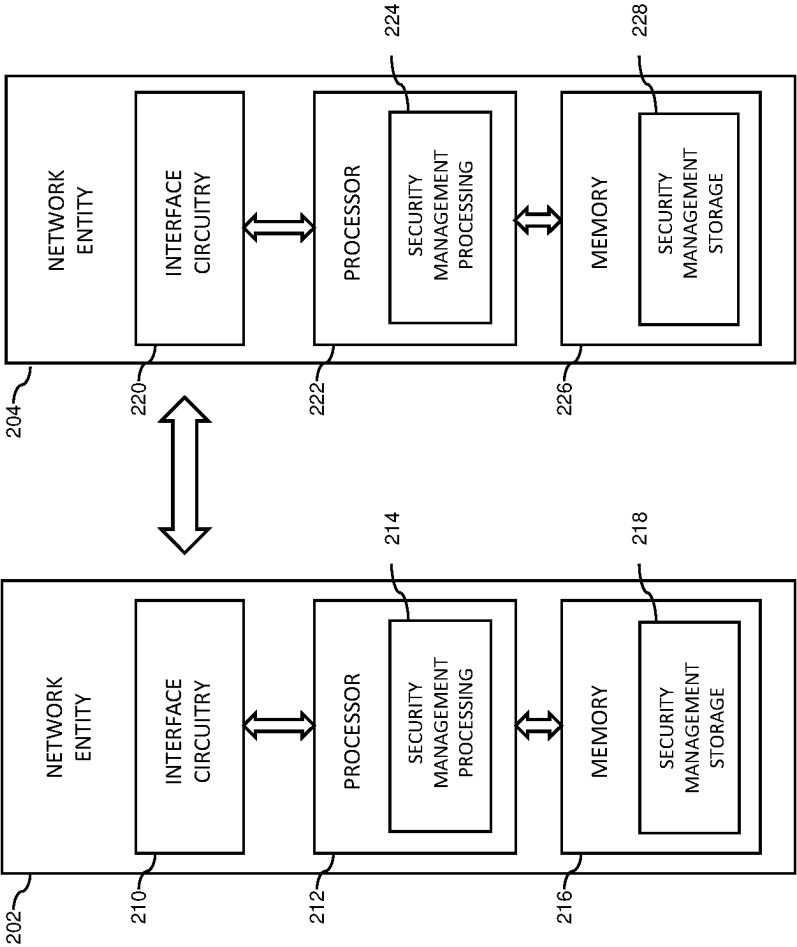 202
NETWORK
ENTITY
210
INTERFACE
CIRCUITRY
212
PROCESSOR
214
SECURITY
MANAGEMENT
PROCESSING
216
MEMORY
218
SECURITY
MANAGEMENT
STORAGE
204
NETWORK
ENTITY
220
INTERFACE
CIRCUITRY
222
PROCESSOR
224
SECURITY
MANAGEMENT
PROCESSING
226
MEMORY
228
SECURITY
MANAGEMENT
STORAGE